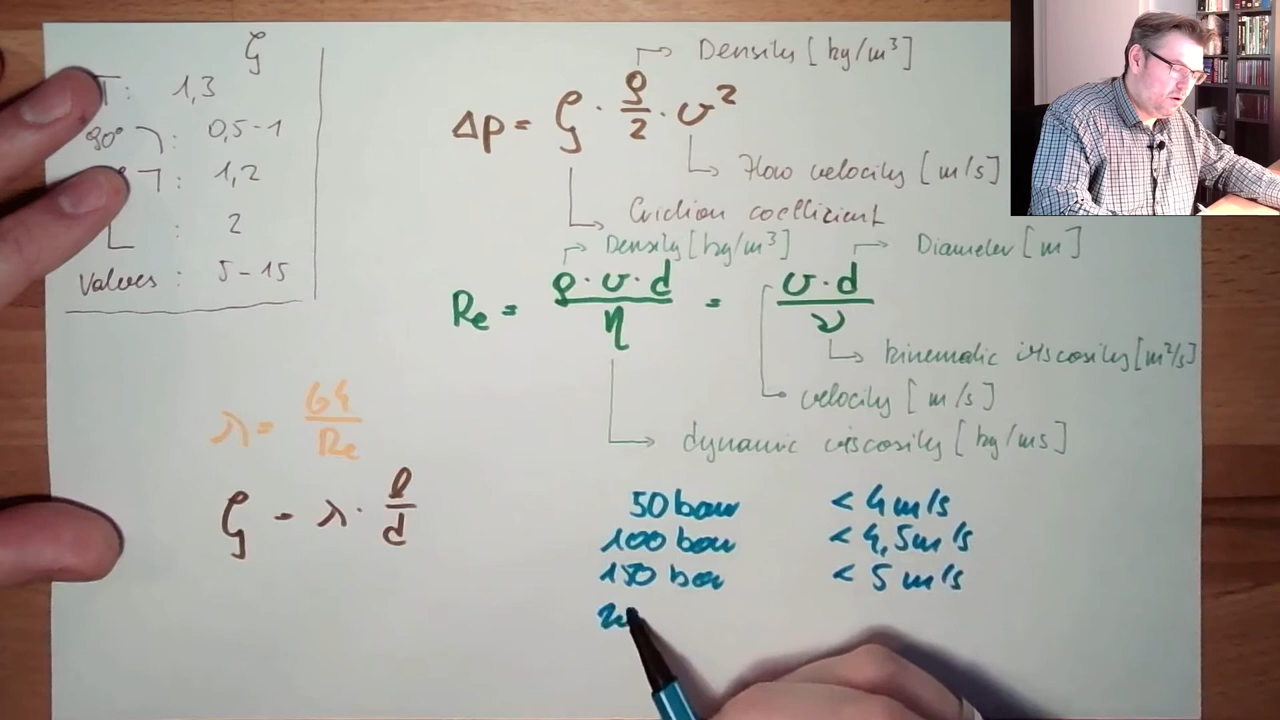 ζ
T: 1,3
90° : 0,5-1
: 1,2
: 2
Valves : 5-15
Density [kg/m³]
Δp = ζ · ρ/2 · v²
Flow velocity [m/s]
Friction coefficient
Density [kg/m³]
Diameter [m]
Re = ρ·v·d/η = v·d/ν
kinematic viscosity [m²/s]
velocity [m/s]
dynamic viscosity [kg/ms]
λ = 64/Re
ζ = λ · l/d
50 bar < 4 m/s
100 bar < 4,5 m/s
150 bar < 5 m/s